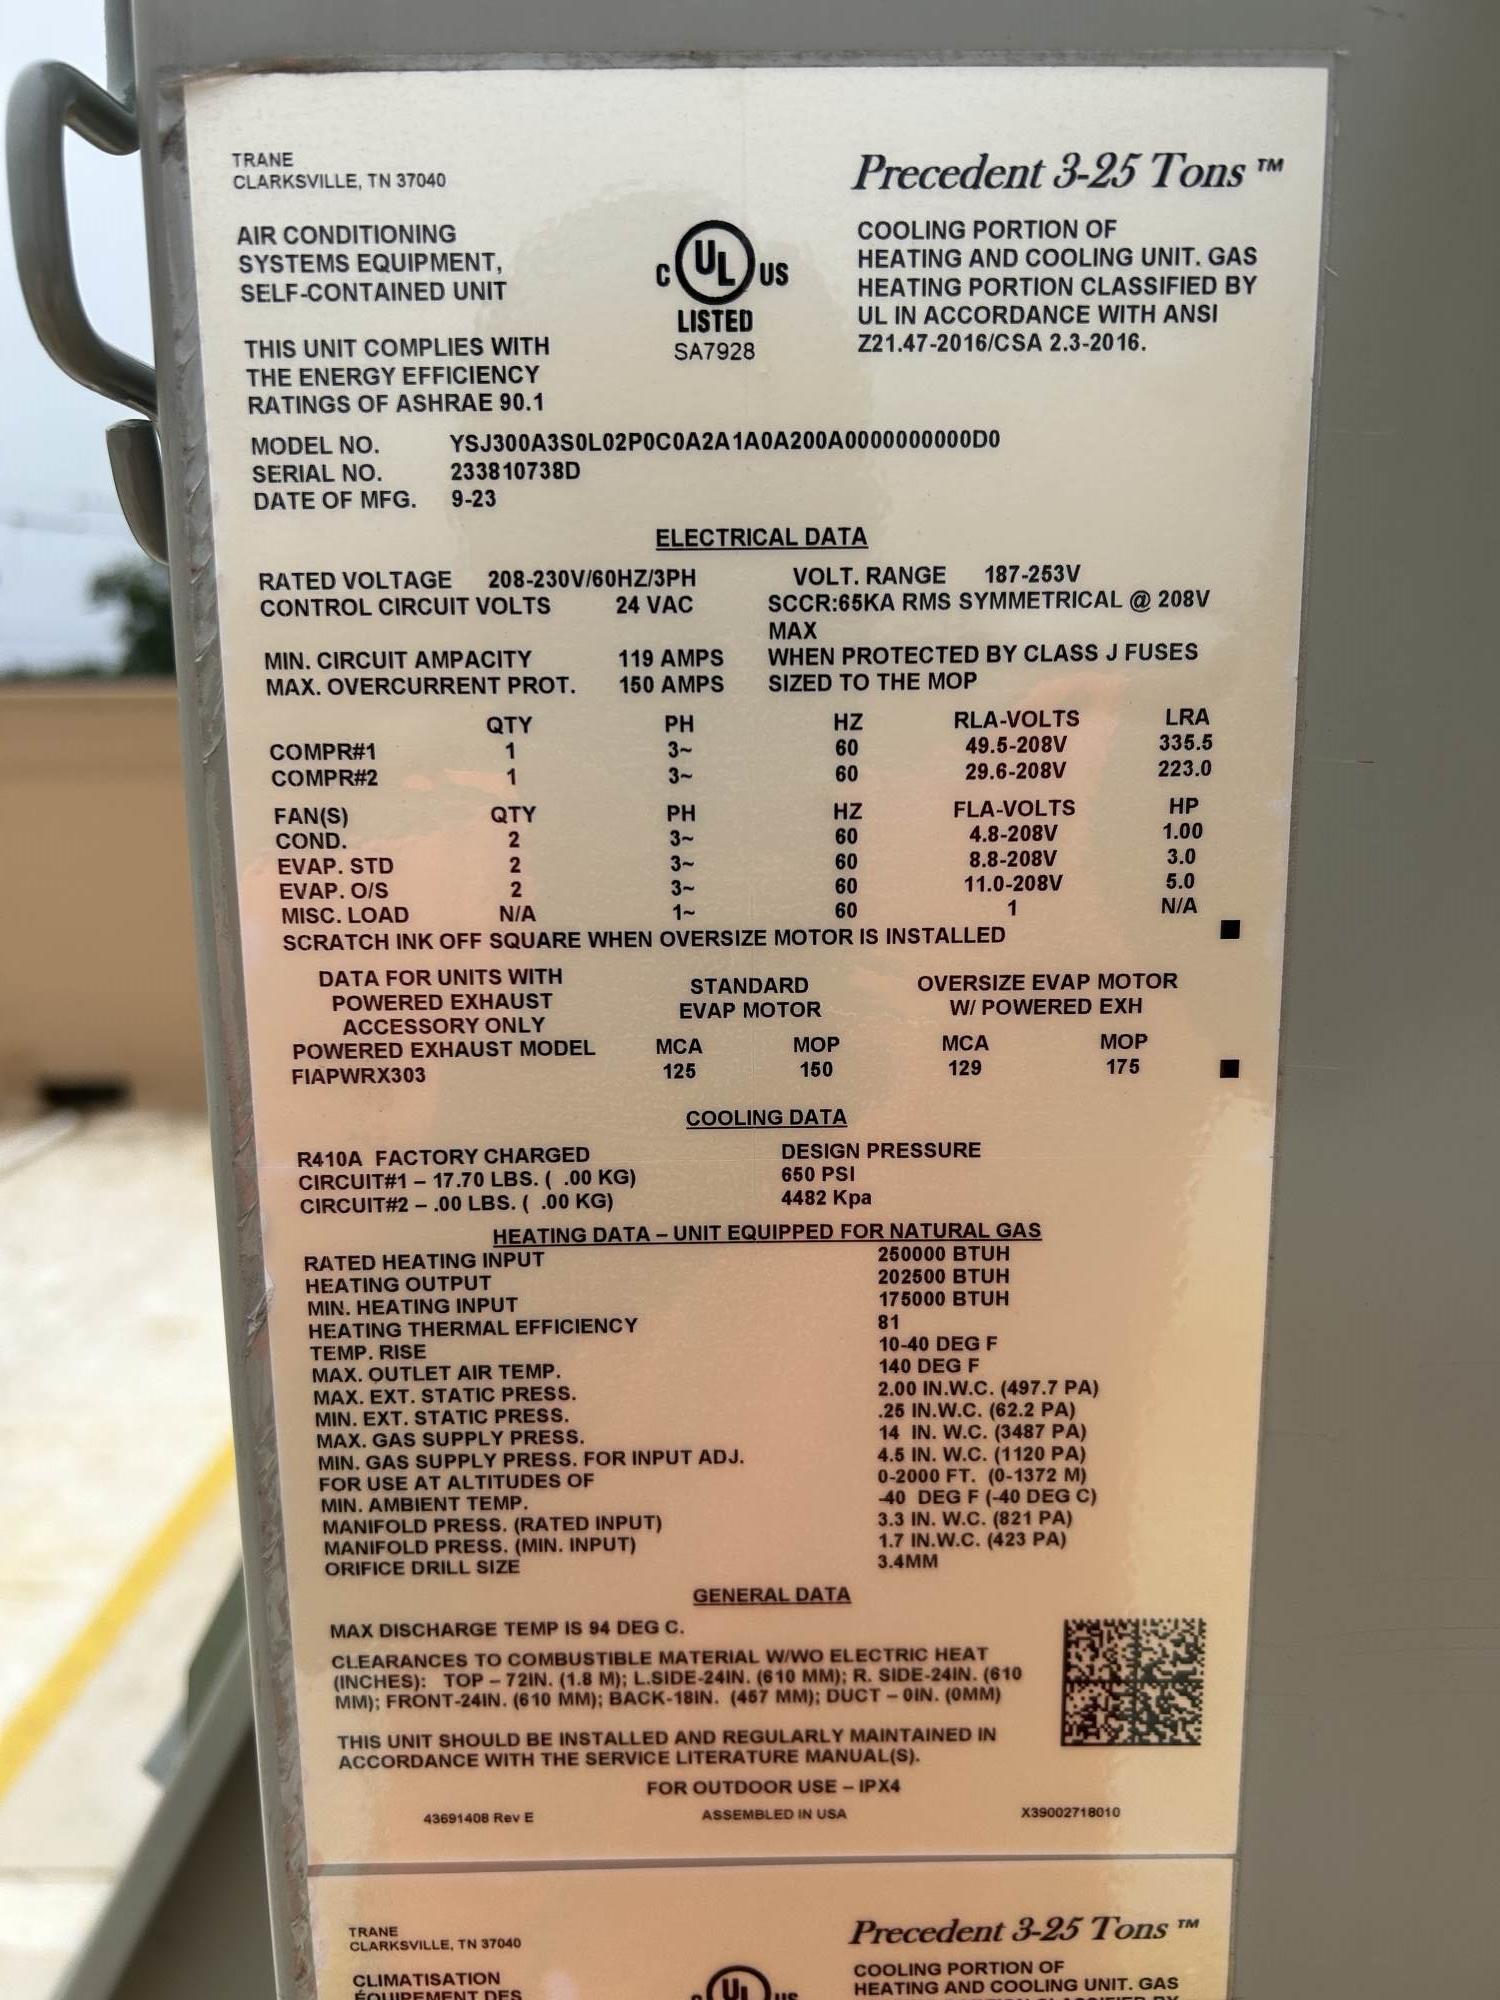 TRANE
CLARKSVILLE, TN 37040
Precedent 3-25 Tons ™
AIR CONDITIONING
SYSTEMS EQUIPMENT,
SELF-CONTAINED UNIT
THIS UNIT COMPLIES WITH
THE ENERGY EFFICIENCY
RATINGS OF ASHRAE 90.1
C UL US
LISTED
SA7928
COOLING PORTION OF
HEATING AND COOLING UNIT. GAS
HEATING PORTION CLASSIFIED BY
UL IN ACCORDANCE WITH ANSI
Z21.47-2016/CSA 2.3-2016.
MODEL NO. YSJ300A3S0L02P0C0A2A1A0A200A0000000000D0
SERIAL NO. 233810738D
DATE OF MFG. 9-23
ELECTRICAL DATA
RATED VOLTAGE 208-230V/60HZ/3PH VOLT. RANGE 187-253V
CONTROL CIRCUIT VOLTS 24 VAC SCCR:65KA RMS SYMMETRICAL @ 208V
MAX
MIN. CIRCUIT AMPACITY 119 AMPS WHEN PROTECTED BY CLASS J FUSES
MAX. OVERCURRENT PROT. 150 AMPS SIZED TO THE MOP
QTY PH HZ RLA-VOLTS LRA
COMPR#1 1 3~ 60 49.5-208V 335.5
COMPR#2 1 3~ 60 29.6-208V 223.0
FAN(S) QTY PH HZ FLA-VOLTS HP
COND. 2 3~ 60 4.8-208V 1.00
EVAP. STD 2 3~ 60 8.8-208V 3.0
EVAP. O/S 2 3~ 60 11.0-208V 5.0
MISC. LOAD N/A 1~ 60 1 N/A
SCRATCH INK OFF SQUARE WHEN OVERSIZE MOTOR IS INSTALLED ■
DATA FOR UNITS WITH
POWERED EXHAUST
ACCESSORY ONLY
STANDARD
EVAP MOTOR
OVERSIZE EVAP MOTOR
W/ POWERED EXH
POWERED EXHAUST MODEL MCA MOP MCA MOP
FIAPWRX303 125 150 129 175 ■
COOLING DATA
R410A FACTORY CHARGED DESIGN PRESSURE
CIRCUIT#1 – 17.70 LBS. ( .00 KG) 650 PSI
CIRCUIT#2 – .00 LBS. ( .00 KG) 4482 Kpa
HEATING DATA – UNIT EQUIPPED FOR NATURAL GAS
RATED HEATING INPUT 250000 BTUH
HEATING OUTPUT 202500 BTUH
MIN. HEATING INPUT 175000 BTUH
HEATING THERMAL EFFICIENCY 81
TEMP. RISE 10-40 DEG F
MAX. OUTLET AIR TEMP. 140 DEG F
MAX. EXT. STATIC PRESS. 2.00 IN.W.C. (497.7 PA)
MIN. EXT. STATIC PRESS. .25 IN.W.C. (62.2 PA)
MAX. GAS SUPPLY PRESS. 14 IN. W.C. (3487 PA)
MIN. GAS SUPPLY PRESS. FOR INPUT ADJ. 4.5 IN. W.C. (1120 PA)
FOR USE AT ALTITUDES OF 0-2000 FT. (0-1372 M)
MIN. AMBIENT TEMP. -40 DEG F (-40 DEG C)
MANIFOLD PRESS. (RATED INPUT) 3.3 IN. W.C. (821 PA)
MANIFOLD PRESS. (MIN. INPUT) 1.7 IN.W.C. (423 PA)
ORIFICE DRILL SIZE 3.4MM
GENERAL DATA
MAX DISCHARGE TEMP IS 94 DEG C.
CLEARANCES TO COMBUSTIBLE MATERIAL W/WO ELECTRIC HEAT
(INCHES): TOP – 72IN. (1.8 M); L.SIDE-24IN. (610 MM); R. SIDE-24IN. (610
MM); FRONT-24IN. (610 MM); BACK-18IN. (457 MM); DUCT – 0IN. (0MM)
THIS UNIT SHOULD BE INSTALLED AND REGULARLY MAINTAINED IN
ACCORDANCE WITH THE SERVICE LITERATURE MANUAL(S).
FOR OUTDOOR USE – IPX4
43691408 Rev E ASSEMBLED IN USA X39002718010
TRANE
CLARKSVILLE, TN 37040
Precedent 3-25 Tons ™
CLIMATISATION
ÉQUIPEMENT DES
C UL US
COOLING PORTION OF
HEATING AND COOLING UNIT. GAS